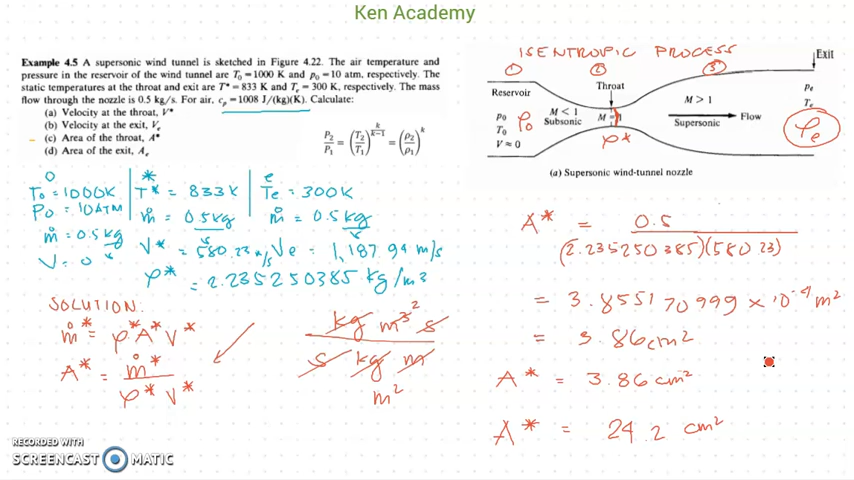 Ken Academy
Example 4.5 A supersonic wind tunnel is sketched in Figure 4.22. The air temperature and
pressure in the reservoir of the wind tunnel are T₀ = 1000 K and p₀ = 10 atm, respectively. The
static temperatures at the throat and exit are T* = 833 K and Tₑ = 300 K, respectively. The mass
flow through the nozzle is 0.5 kg/s. For air, cₚ = 1008 J/(kg)(K). Calculate:
(a) Velocity at the throat, V*
(b) Velocity at the exit, Vₑ
(c) Area of the throat, A*
(d) Area of the exit, Aₑ
P₂/P₁ = (T₂/T₁)^(k/(k-1)) = (ρ₂/ρ₁)^k
ISENTROPIC PROCESS
1 2 3
Exit
Reservoir
Throat
p₀ ρ₀
T₀
V ≈ 0
M < 1
Subsonic
M = 1
ρ*
M > 1
Supersonic
Flow
pₑ
Tₑ
ρₑ
(a) Supersonic wind-tunnel nozzle
0 * e
T₀ = 1000K T* = 833K Tₑ = 300K
P₀ = 10ATM ṁ = 0.5kg/s ṁ = 0.5kg/s
ṁ = 0.5kg/s V* = 580.23 m/s Vₑ = 1,187.94 m/s
V = 0
ρ* = 2.235250385 kg/m3
SOLUTION:
ṁ* = ρ*A*V*
A* = ṁ*/ρ*V*
kg m³ ² s
s kg m
m²
A* = 0.5
(2.235250385)(580.23)
= 3.855170999 × 10⁻⁴ m²
= 3.86cm²
A* = 3.86 cm²
A* = 24.2 cm²
RECORDED WITH
SCREENCAST MATIC